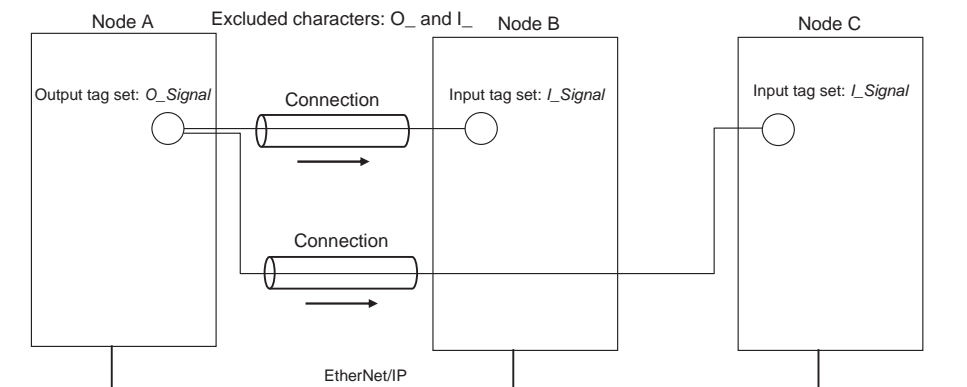 Node A
Excluded characters: O_ and I_
Node B
Node C
Output tag set: O_Signal
Connection
Input tag set: I_Signal
Input tag set: I_Signal
Connection
EtherNet/IP